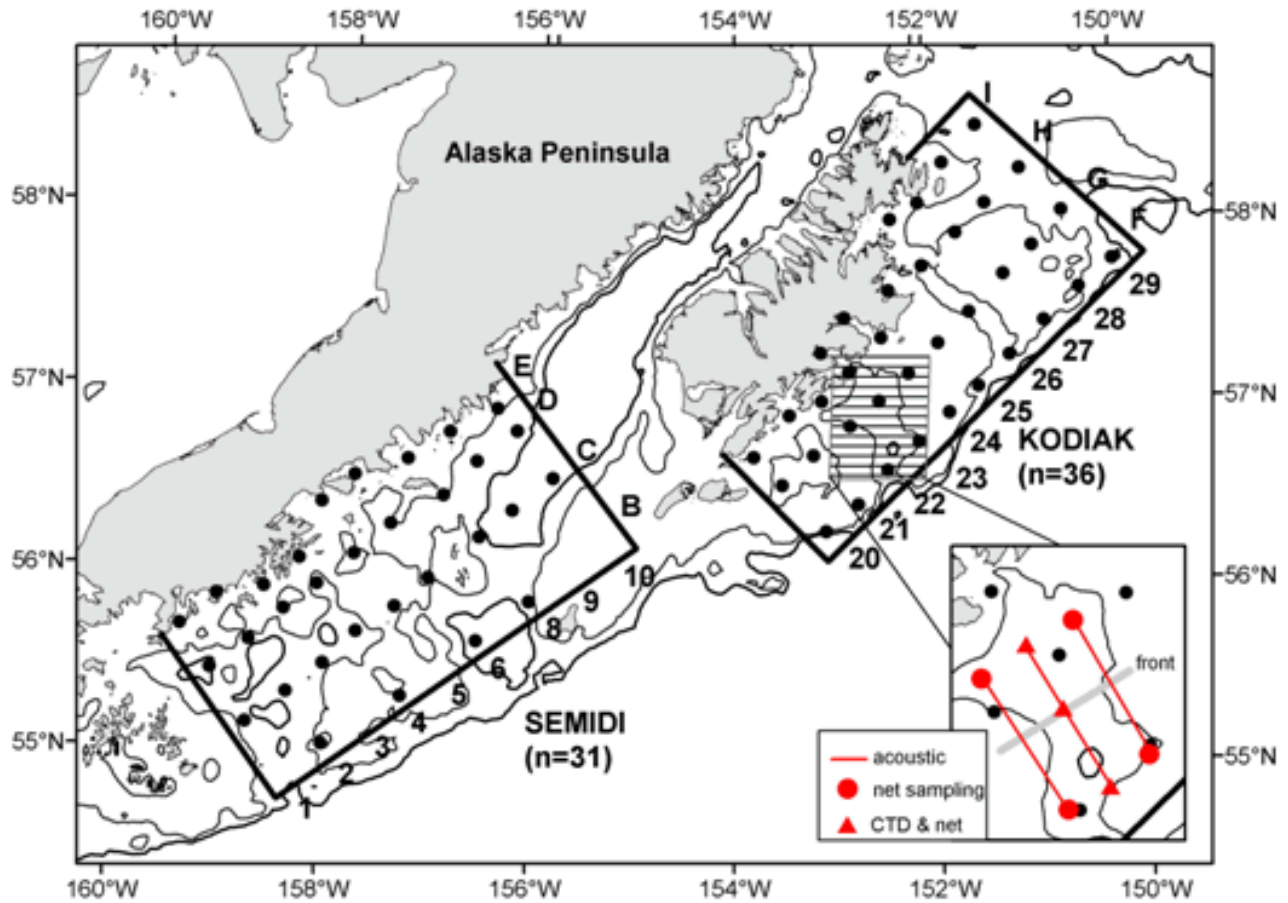 160°W 158°W 156°W 154°W 152°W 150°W
I
H
Alaska Peninsula
58°N
G
58°N
F
29
28
27
57°N
E
26
57°N
D
25
24
KODIAK
(n=36)
C
23
B
22
21
56°N
20
56°N
10
9
8
6
front
5
4
SEMIDI
(n=31)
3
2
1
55°N
55°N
acoustic
net sampling
CTD & net
160°W 158°W 156°W 154°W 152°W 150°W